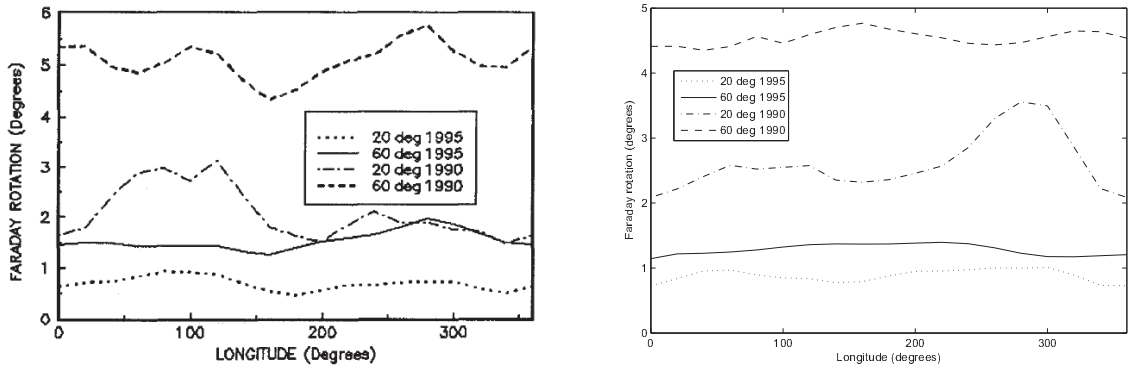 6
5
4
3
2
1
0
FARADAY ROTATION (Degrees)
20 deg 1995
60 deg 1995
20 deg 1990
60 deg 1990
0
100
200
300
LONGITUDE (Degrees)
5
4
3
2
1
0
Faraday rotation (degrees)
20 deg 1995
60 deg 1995
20 deg 1990
60 deg 1990
0
100
200
300
Longitude (degrees)